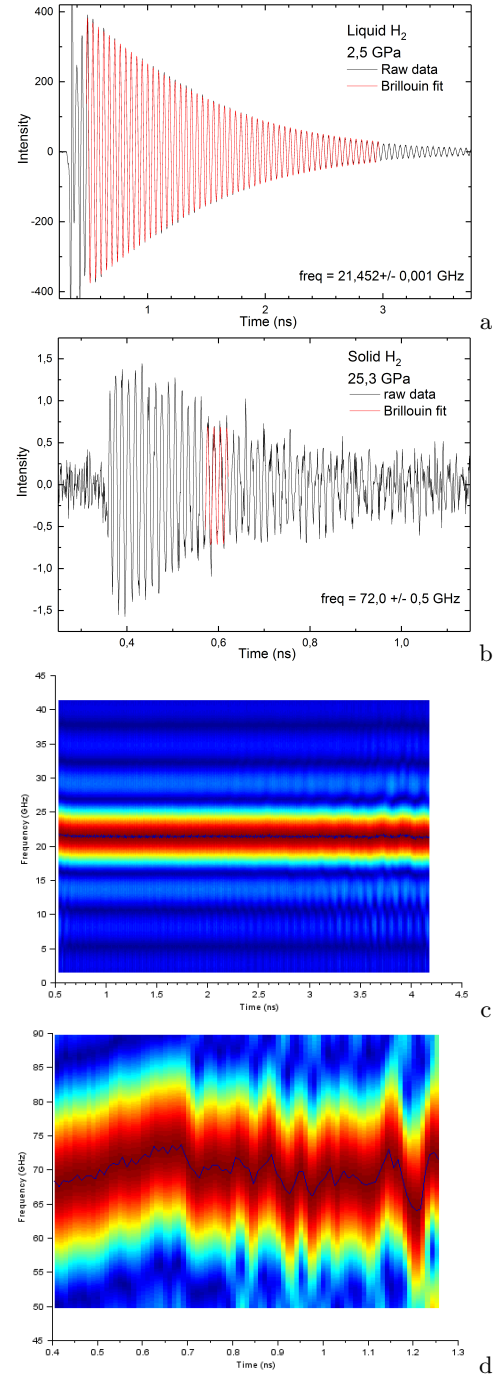 400
200
0
-200
-400
Intensity
Liquid H2
2,5 GPa
Raw data
Brillouin fit
freq = 21,452+/- 0,001 GHz
1
2
3
Time (ns)
a
1,5
1,0
0,5
0,0
-0,5
-1,0
-1,5
Intensity
Solid H2
25,3 GPa
raw data
Brillouin fit
freq = 72,0 +/- 0,5 GHz
0,4
0,6
0,8
1,0
Time (ns)
b
45
40
35
30
25
20
15
10
5
0
Frequency (GHz)
0.5
1
1.5
2
2.5
3
3.5
4
4.5
Time (ns)
c
90
85
80
75
70
65
60
55
50
45
Frequency (GHz)
0.4
0.5
0.6
0.7
0.8
0.9
1
1.1
1.2
1.3
Time (ns)
d